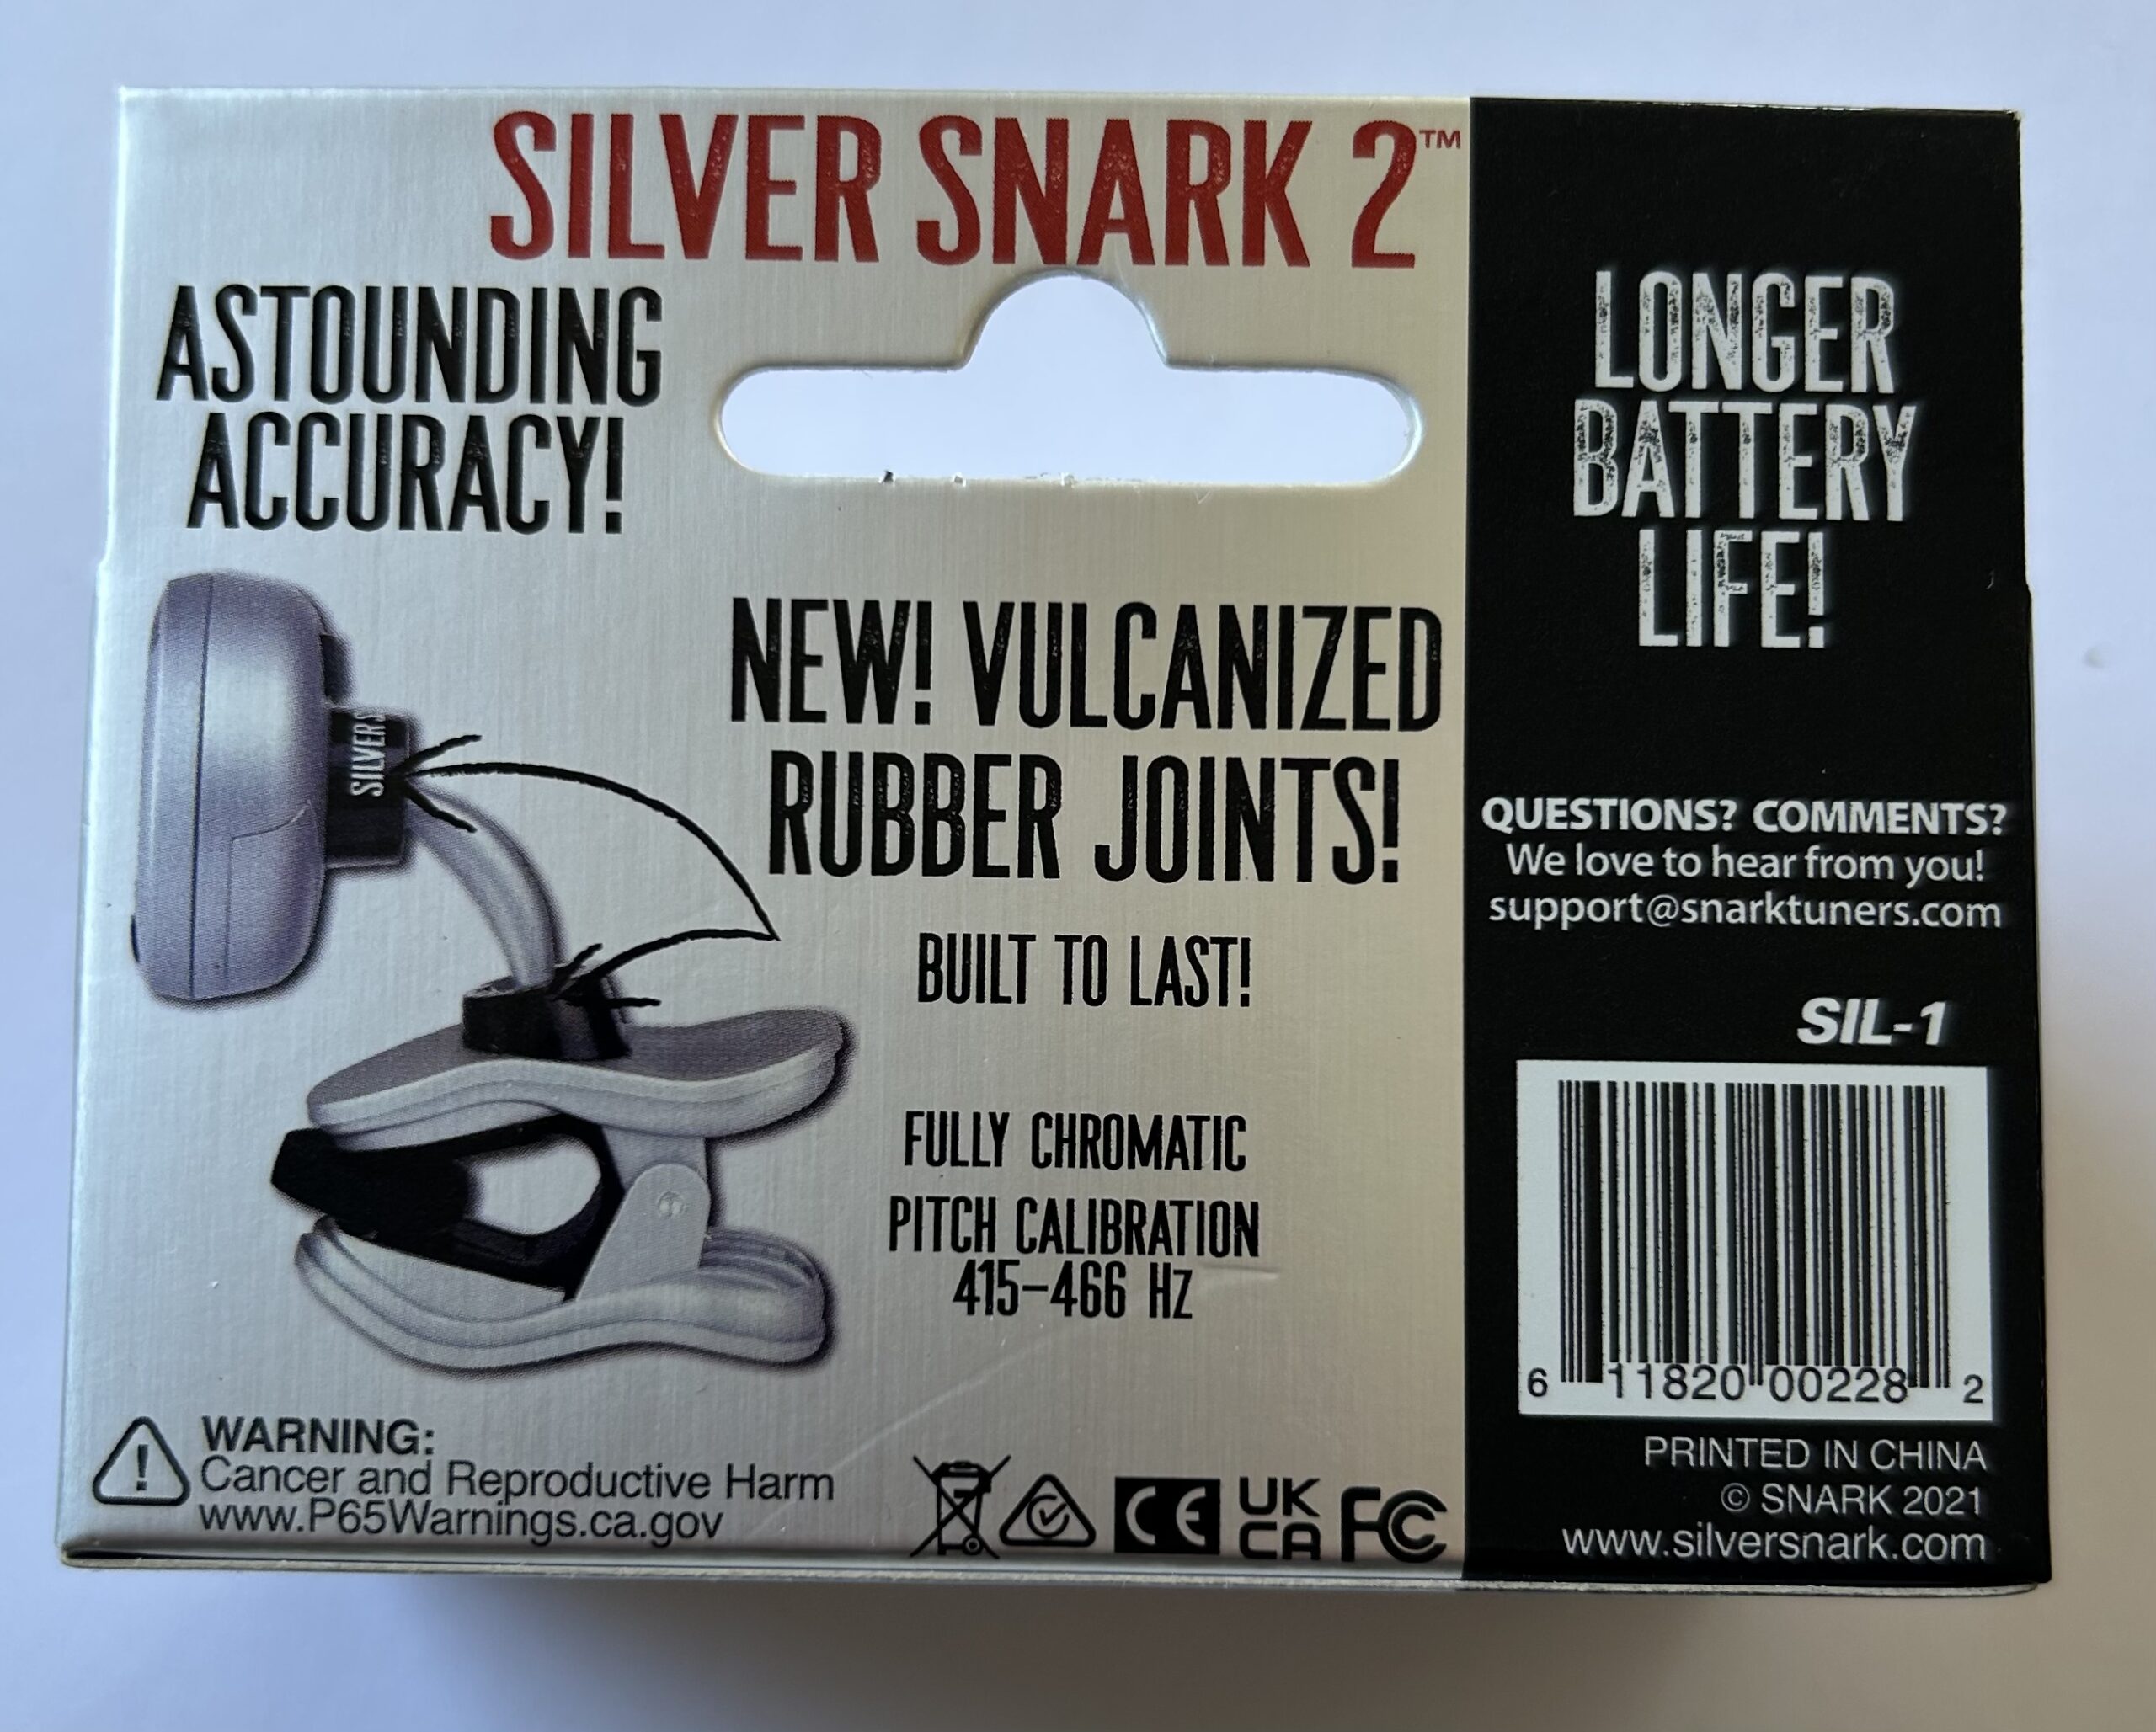 SILVER SNARK 2™
ASTOUNDING
ACCURACY!
SILVER S
NEW! VULCANIZED
RUBBER JOINTS!
BUILT TO LAST!
FULLY CHROMATIC
PITCH CALIBRATION
415–466 Hz
WARNING:
Cancer and Reproductive Harm
www.P65Warnings.ca.gov
CE
UK
CA
FC
LONGER
BATTERY
LIFE!
QUESTIONS? COMMENTS?
We love to hear from you!
support@snarktuners.com
SIL-1
6 11820 00228 2
PRINTED IN CHINA
© SNARK 2021
www.silversnark.com